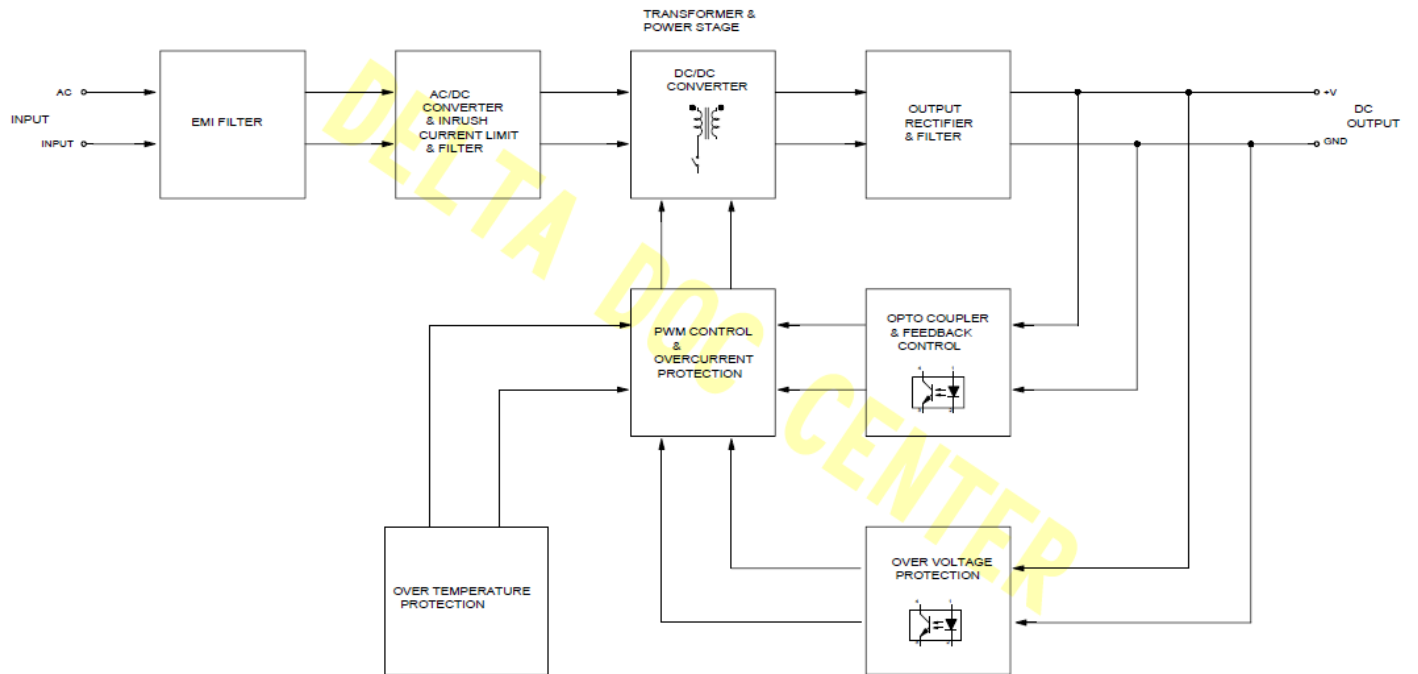 TRANSFORMER &
POWER STAGE
AC
INPUT
INPUT
EMI FILTER
AC/DC
CONVERTER
& INRUSH
CURRENT LIMIT
& FILTER
DC/DC
CONVERTER
OUTPUT
RECTIFIER
& FILTER
+V
DC
OUTPUT
GND
PWM CONTROL
&
OVERCURRENT
PROTECTION
OPTO COUPLER
& FEEDBACK
CONTROL
OVER TEMPERATURE
PROTECTION
OVER VOLTAGE
PROTECTION
DELTA DOC CENTER